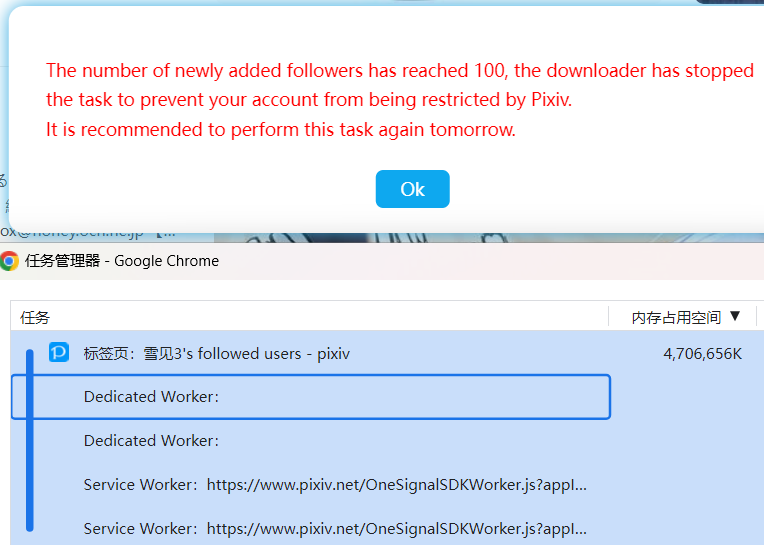 The number of newly added followers has reached 100, the downloader has stopped
the task to prevent your account from being restricted by Pixiv.
It is recommended to perform this task again tomorrow.
Ok
任务管理器 - Google Chrome
任务 内存占用空间 ▼
标签页：雪见3's followed users - pixiv 4,706,656K
Dedicated Worker:
Dedicated Worker:
Service Worker：https://www.pixiv.net/OneSignalSDKWorker.js?appI...
Service Worker：https://www.pixiv.net/OneSignalSDKWorker.js?appI...